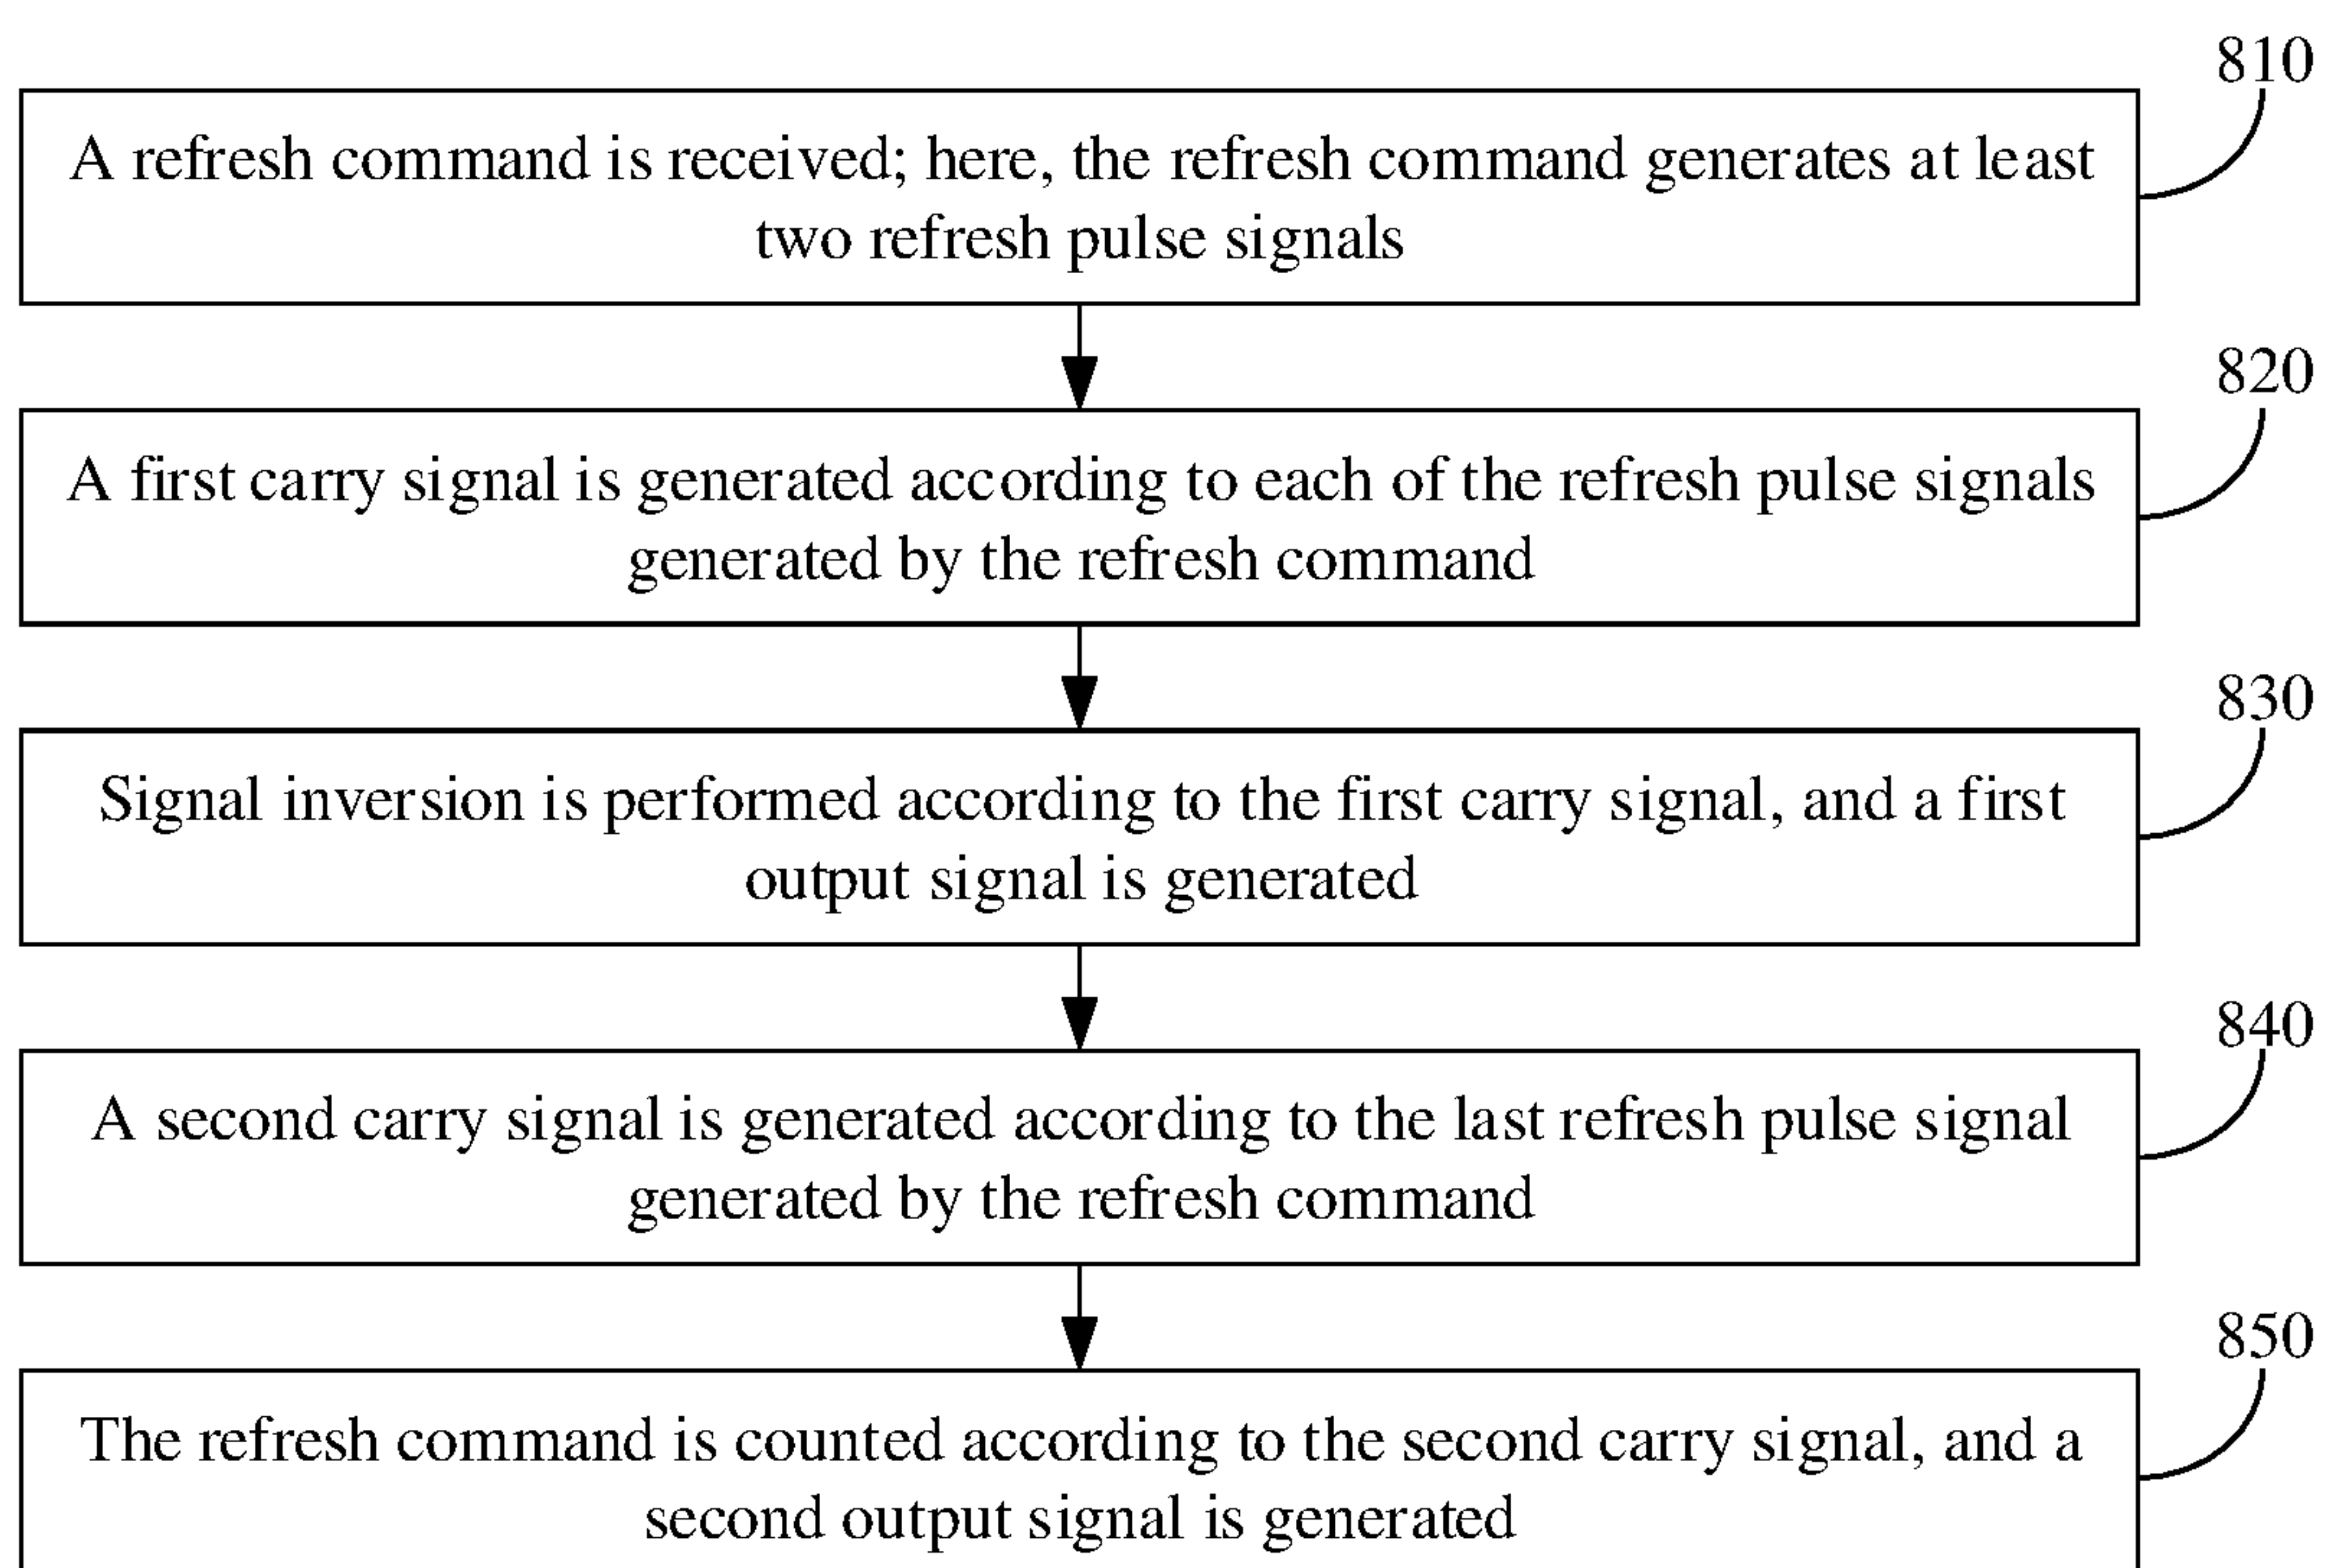 810
A refresh command is received; here, the refresh command generates at least
two refresh pulse signals
820
A first carry signal is generated according to each of the refresh pulse signals
generated by the refresh command
830
Signal inversion is performed according to the first carry signal, and a first
output signal is generated
840
A second carry signal is generated according to the last refresh pulse signal
generated by the refresh command
850
The refresh command is counted according to the second carry signal, and a
second output signal is generated